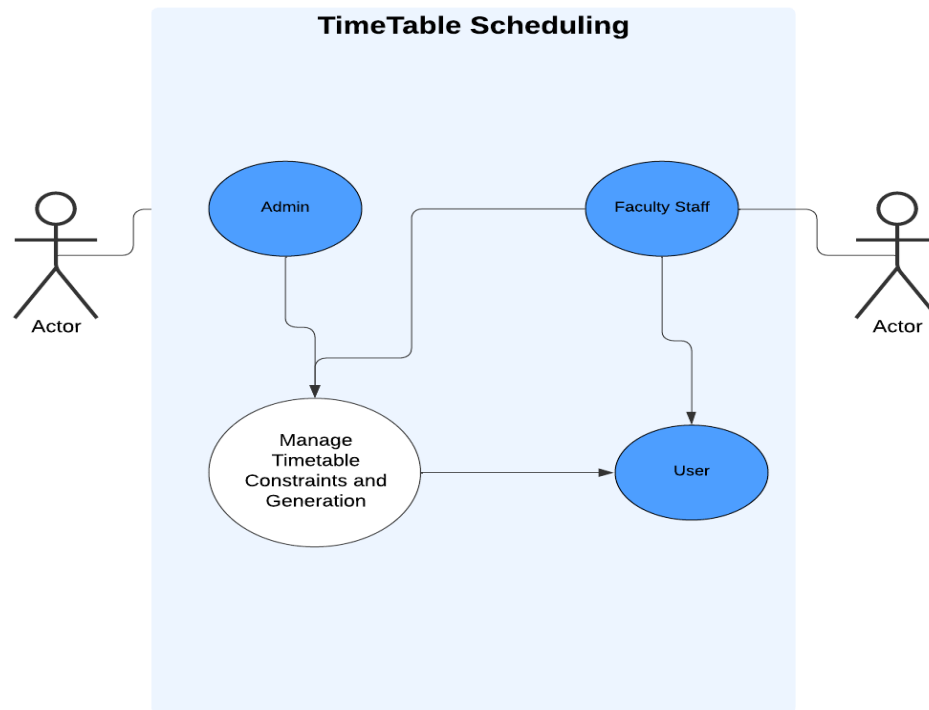 TimeTable Scheduling
Admin
Faculty Staff
Actor
Actor
Manage
Timetable
Constraints and
Generation
User